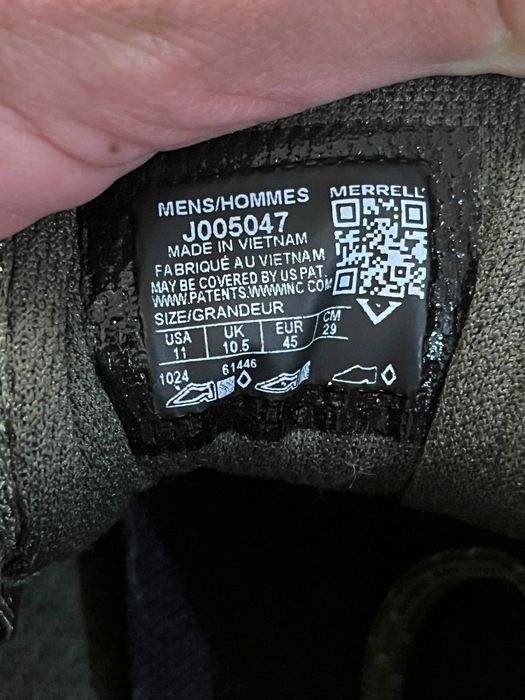 MENS/HOMMES
MERRELL
J005047
MADE IN VIETNAM
FABRIQUÉ AU VIETNAM
MAY BE COVERED BY US PAT.
WWW.PATENTS.WWWINC COM
SIZE/GRANDEUR
USA UK EUR CM
11 10.5 45 29
1024 61446